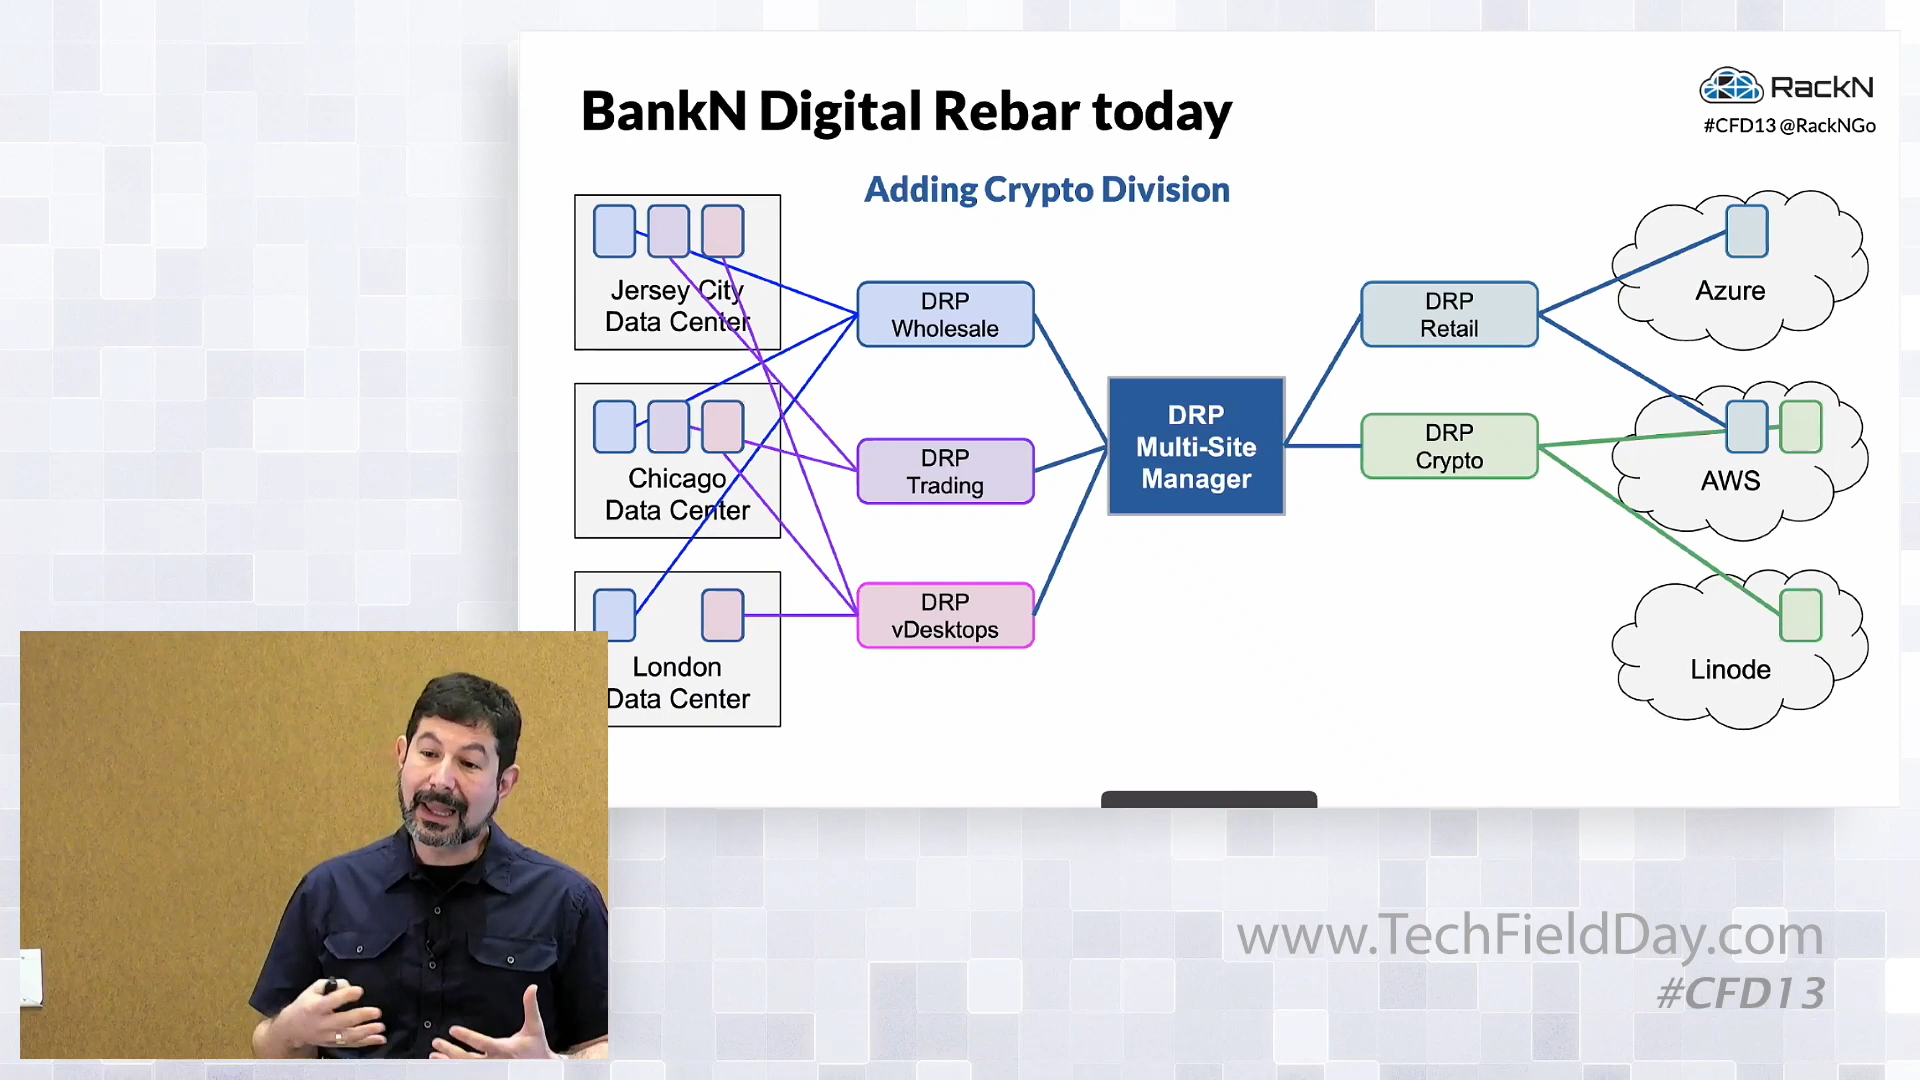 BankN Digital Rebar today
RackN
#CFD13 @RackNGo
Adding Crypto Division
Jersey City
Data Center
Chicago
Data Center
London
Data Center
DRP
Wholesale
DRP
Trading
DRP
vDesktops
DRP
Multi-Site
Manager
DRP
Retail
DRP
Crypto
Azure
AWS
Linode
www.TechFieldDay.com
#CFD13